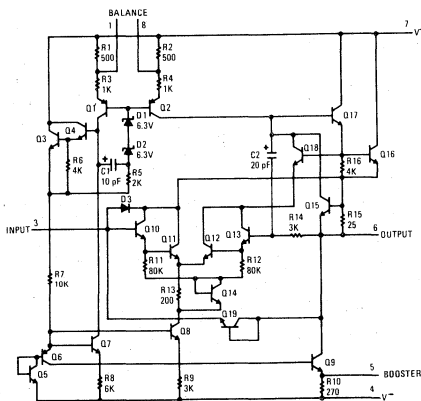 BALANCE
1 8
7 V+
R1 500
R2 500
R3 1K
R4 1K
Q1 Q2
D1 6.3V
Q3 Q4
Q17
D2 6.3V
Q18
R6 4K
C1 10 pF
R5 2K
C2 20 pF
R16 4K
Q16
D3
Q15
INPUT 3
Q10 Q11 Q12 Q13
R14 3K
R15 25
6 OUTPUT
R11 80K
R12 80K
R7 10K
R13 200
Q14
Q19
Q8
Q6 Q7
Q9
Q5
5 BOOSTER
R8 6K
R9 3K
R10 270
4 V−